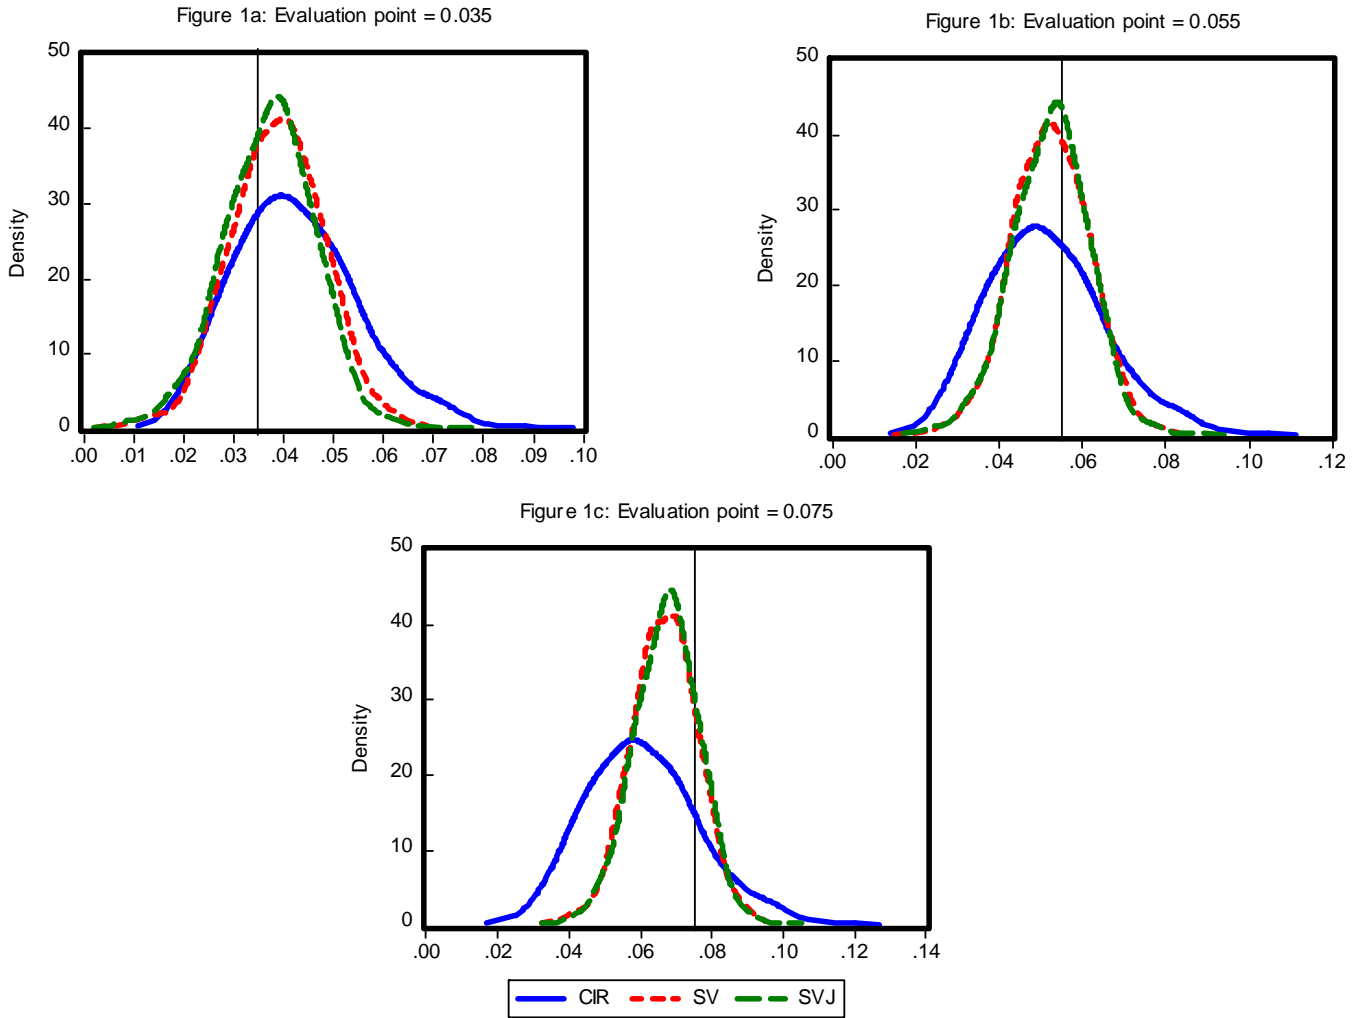 Figure 1a: Evaluation point = 0.035
50
40
30
20
10
0
Density
.00 .01 .02 .03 .04 .05 .06 .07 .08 .09 .10
Figure 1b: Evaluation point = 0.055
50
40
30
20
10
0
Density
.00 .02 .04 .06 .08 .10 .12
Figure 1c: Evaluation point = 0.075
50
40
30
20
10
0
Density
.00 .02 .04 .06 .08 .10 .12 .14
CIR SV SVJ